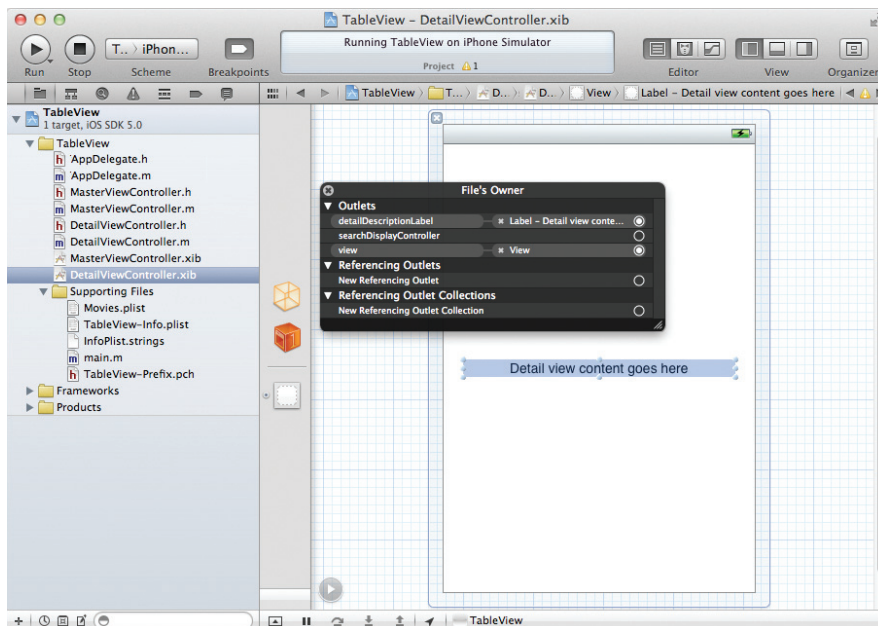 TableView – DetailViewController.xib
T.. › iPhon...
Running TableView on iPhone Simulator
Project 1
Run Stop Scheme Breakpoints Editor View Organizer
TableView › T... › D... › D... › View › Label – Detail view content goes here
TableView
1 target, iOS SDK 5.0
TableView
AppDelegate.h
AppDelegate.m
MasterViewController.h
MasterViewController.m
DetailViewController.h
DetailViewController.m
MasterViewController.xib
DetailViewController.xib
Supporting Files
Movies.plist
TableView-Info.plist
InfoPlist.strings
main.m
TableView-Prefix.pch
Frameworks
Products
File's Owner
Outlets
detailDescriptionLabel Label – Detail view conte...
searchDisplayController
view View
Referencing Outlets
New Referencing Outlet
Referencing Outlet Collections
New Referencing Outlet Collection
Detail view content goes here
TableView